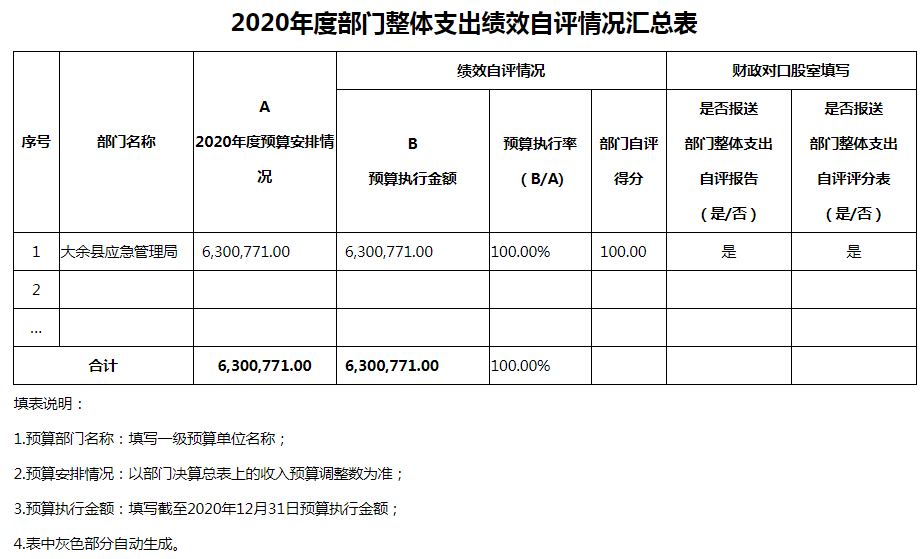 2020年度部门整体支出绩效自评情况汇总表
序号
部门名称
A
2020年度预算安排情
况
绩效自评情况
财政对口股室填写
B
预算执行金额
预算执行率
（B/A)
部门自评
得分
是否报送
部门整体支出
自评报告
（是/否）
是否报送
部门整体支出
自评评分表
（是/否）
1 大余县应急管理局 6,300,771.00 6,300,771.00 100.00% 100.00 是 是
2
...
合计 6,300,771.00 6,300,771.00 100.00%
填表说明：
1.预算部门名称：填写一级预算单位名称；
2.预算安排情况：以部门决算总表上的收入预算调整数为准；
3.预算执行金额：填写截至2020年12月31日预算执行金额；
4.表中灰色部分自动生成。